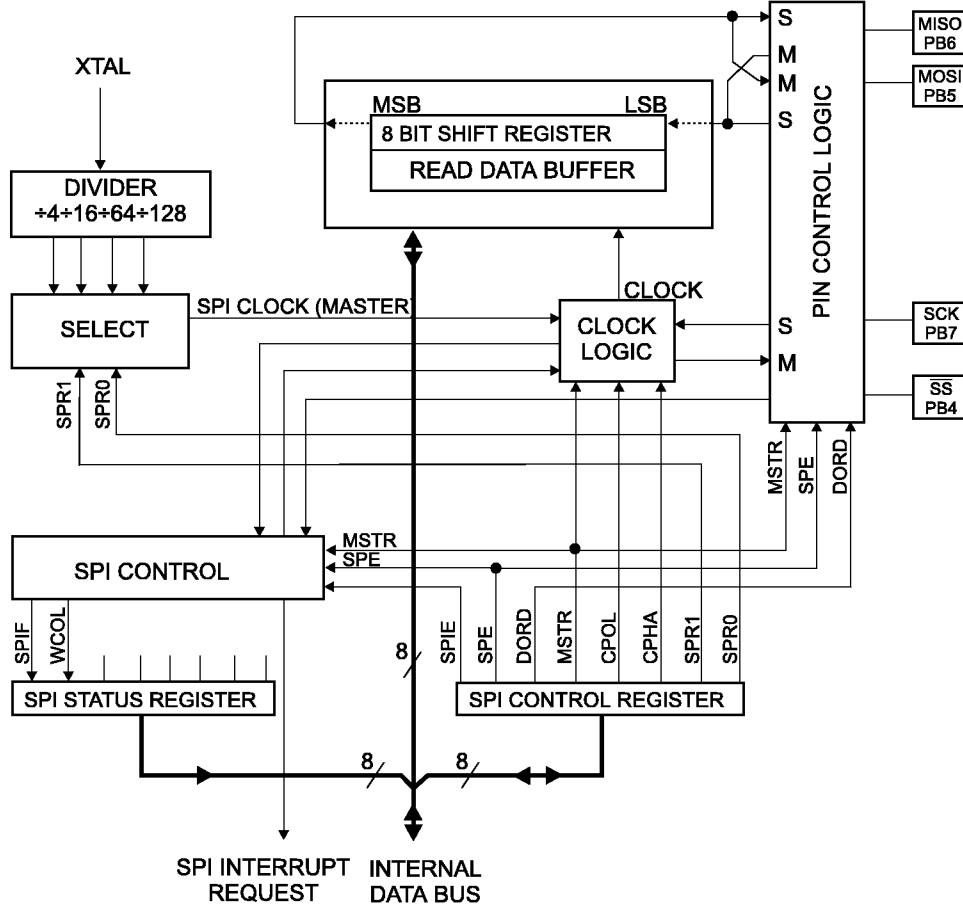 S
MISO
PB6
M
XTAL
M
MOSI
PB5
MSB
LSB
S
8 BIT SHIFT REGISTER
READ DATA BUFFER
DIVIDER
÷4÷16÷64÷128
PIN CONTROL LOGIC
SPI CLOCK (MASTER)
CLOCK
SELECT
CLOCK
LOGIC
S
SCK
PB7
M
SPR1
SPR0
SS
PB4
MSTR
SPE
DORD
MSTR
SPE
SPI CONTROL
SPIF
WCOL
8
SPIE
SPE
DORD
MSTR
CPOL
CPHA
SPR1
SPR0
SPI STATUS REGISTER
SPI CONTROL REGISTER
8
8
SPI INTERRUPT
REQUEST
INTERNAL
DATA BUS